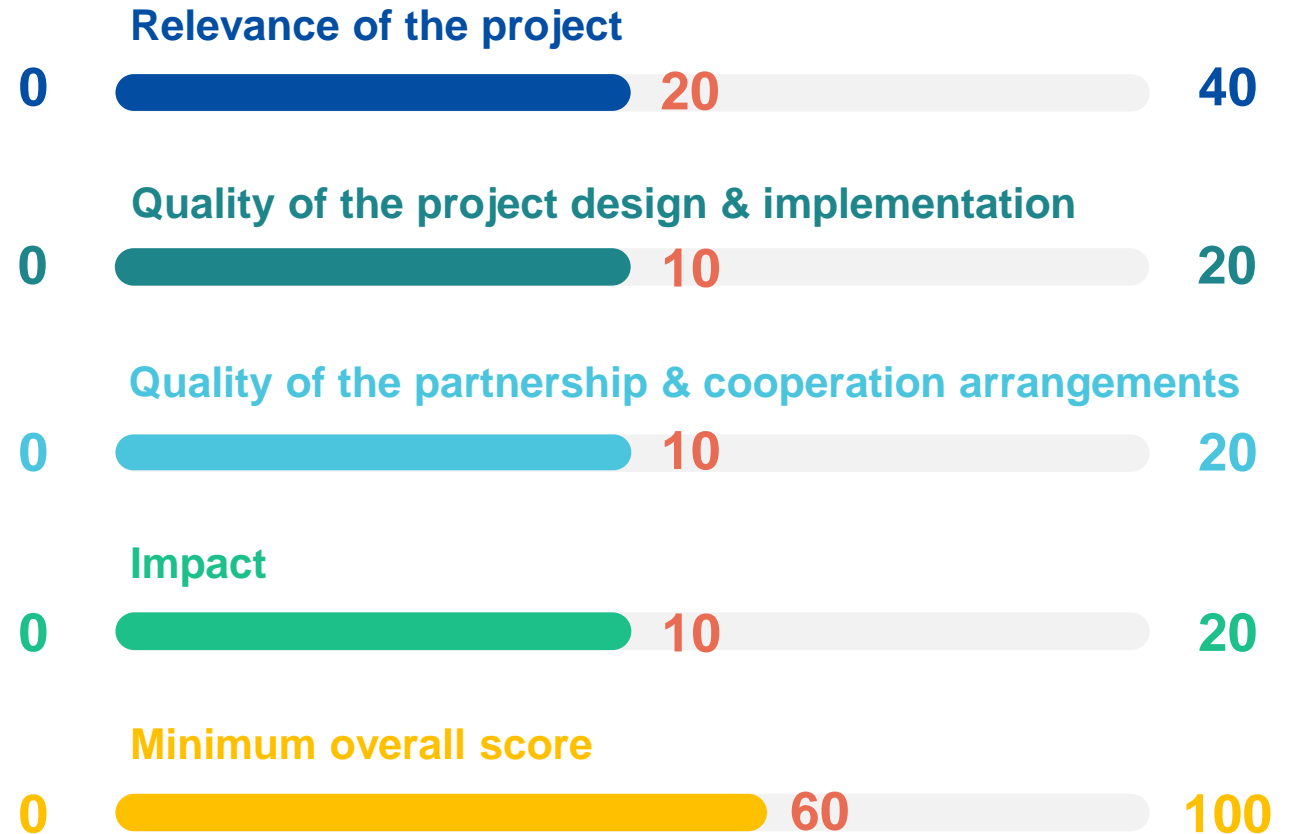 Relevance of the project
0 20 40
Quality of the project design & implementation
0 10 20
Quality of the partnership & cooperation arrangements
0 10 20
Impact
0 10 20
Minimum overall score
0 60 100